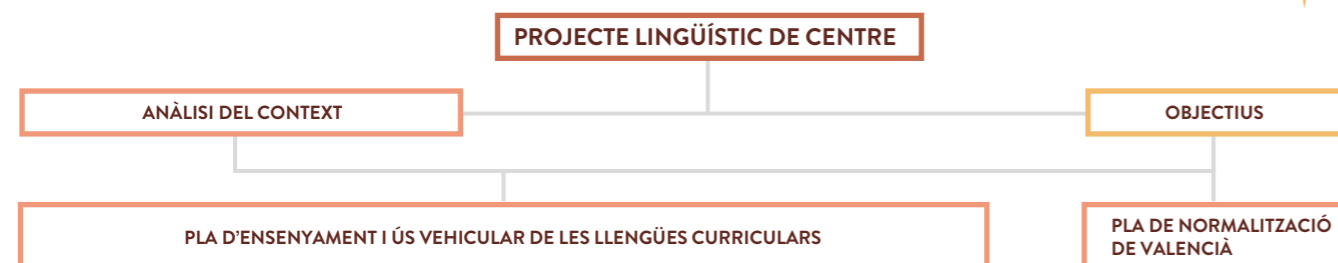 PROJECTE LINGÜÍSTIC DE CENTRE
ANÀLISI DEL CONTEXT
OBJECTIUS
PLA D'ENSENYAMENT I ÚS VEHICULAR DE LES LLENGÜES CURRICULARS
PLA DE NORMALITZACIÓ
DE VALENCIÀ